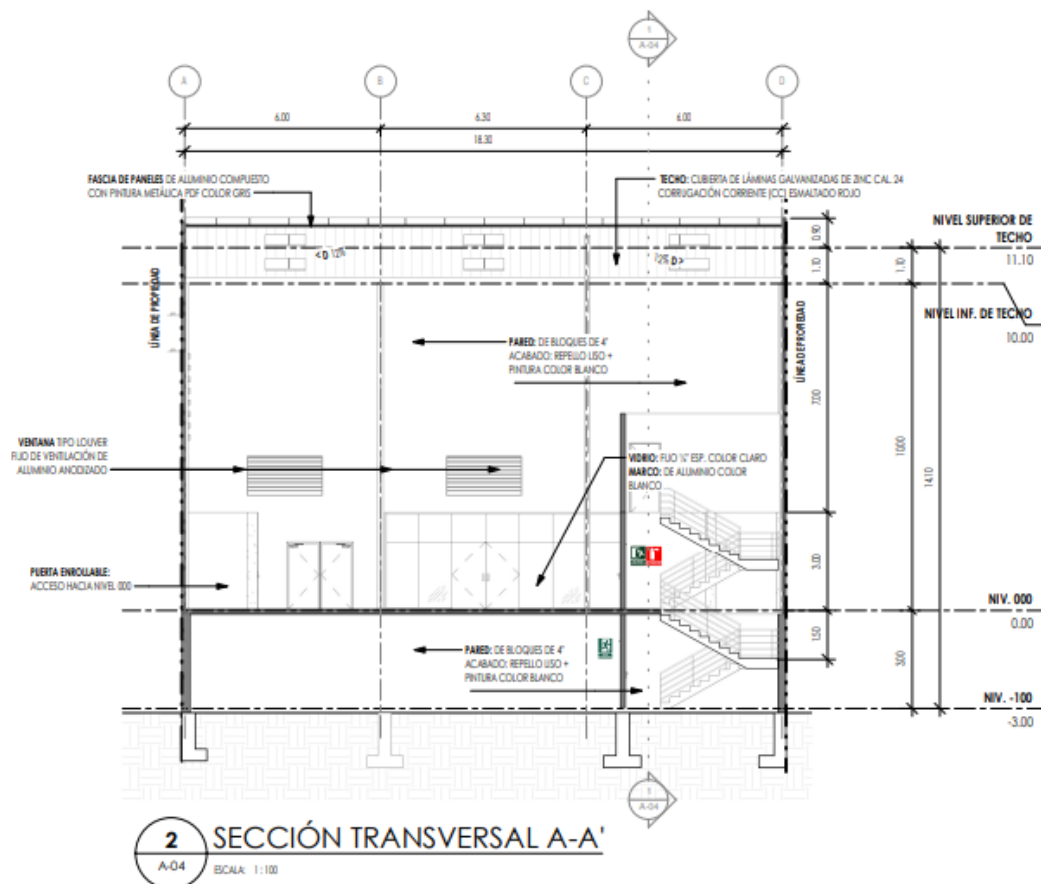 1
A-04
A
B
C
D
6.00
6.30
6.00
18.30
FASCIA DE PANELES DE ALUMINIO COMPUESTO
CON PINTURA METÁLICA PDF COLOR GRIS
TECHO: CUBIERTA DE LÁMINAS GALVANIZADAS DE ZINC CAL. 24
CORRUGACIÓN CORRIENTE (CC) ESMALTADO ROJO
NIVEL SUPERIOR DE
TECHO
11.10
0.90
< D 12%
12% D >
1.10
1.10
NIVEL INF. DE TECHO
10.00
LÍNEA DE PROPIEDAD
LÍNEA DE PROPIEDAD
PARED: DE BLOQUES DE 4"
ACABADO: REPELLO LISO +
PINTURA COLOR BLANCO
7.00
10.00
14.10
VENTANA TIPO LOUVER
FIJO DE VENTILACIÓN DE
ALUMINIO ANODIZADO
VIDRIO: FIJO ¼" ESP. COLOR CLARO
MARCO: DE ALUMINIO COLOR
BLANCO
PUERTA ENROLLABLE:
ACCESO HACIA NIVEL 000
3.00
NIV. 000
0.00
1.50
3.00
PARED: DE BLOQUES DE 4"
ACABADO: REPELLO LISO +
PINTURA COLOR BLANCO
NIV. -100
-3.00
1
A-04
2
A-04
SECCIÓN TRANSVERSAL A-A'
ESCALA: 1:100